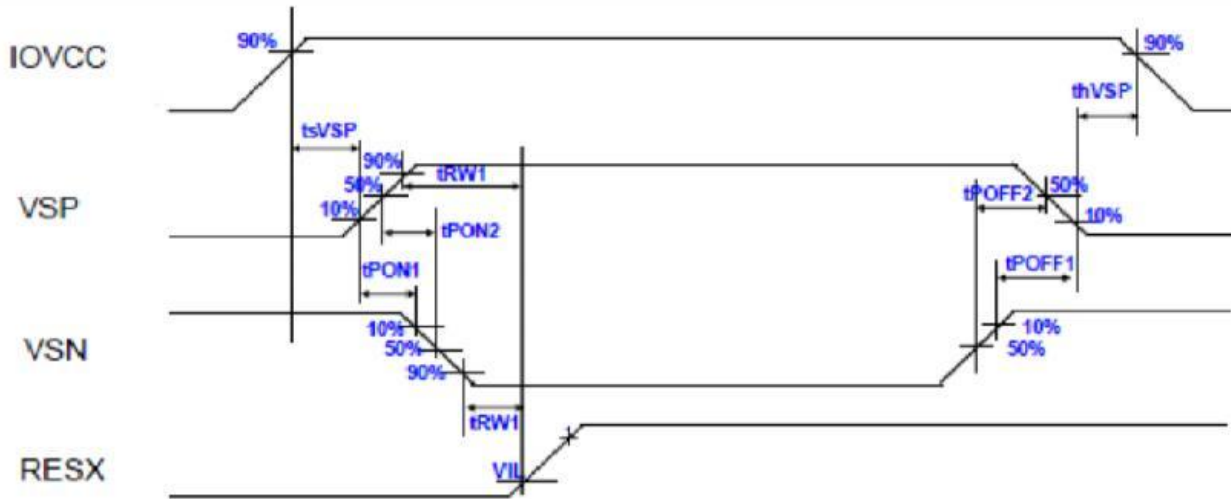 IOVCC
90%
90%
thVSP
tsVSP
90%
tRW1
VSP
50%
10%
tPON2
tPOFF2
50%
10%
tPON1
tPOFF1
VSN
10%
50%
90%
10%
50%
tRW1
RESX
VIL